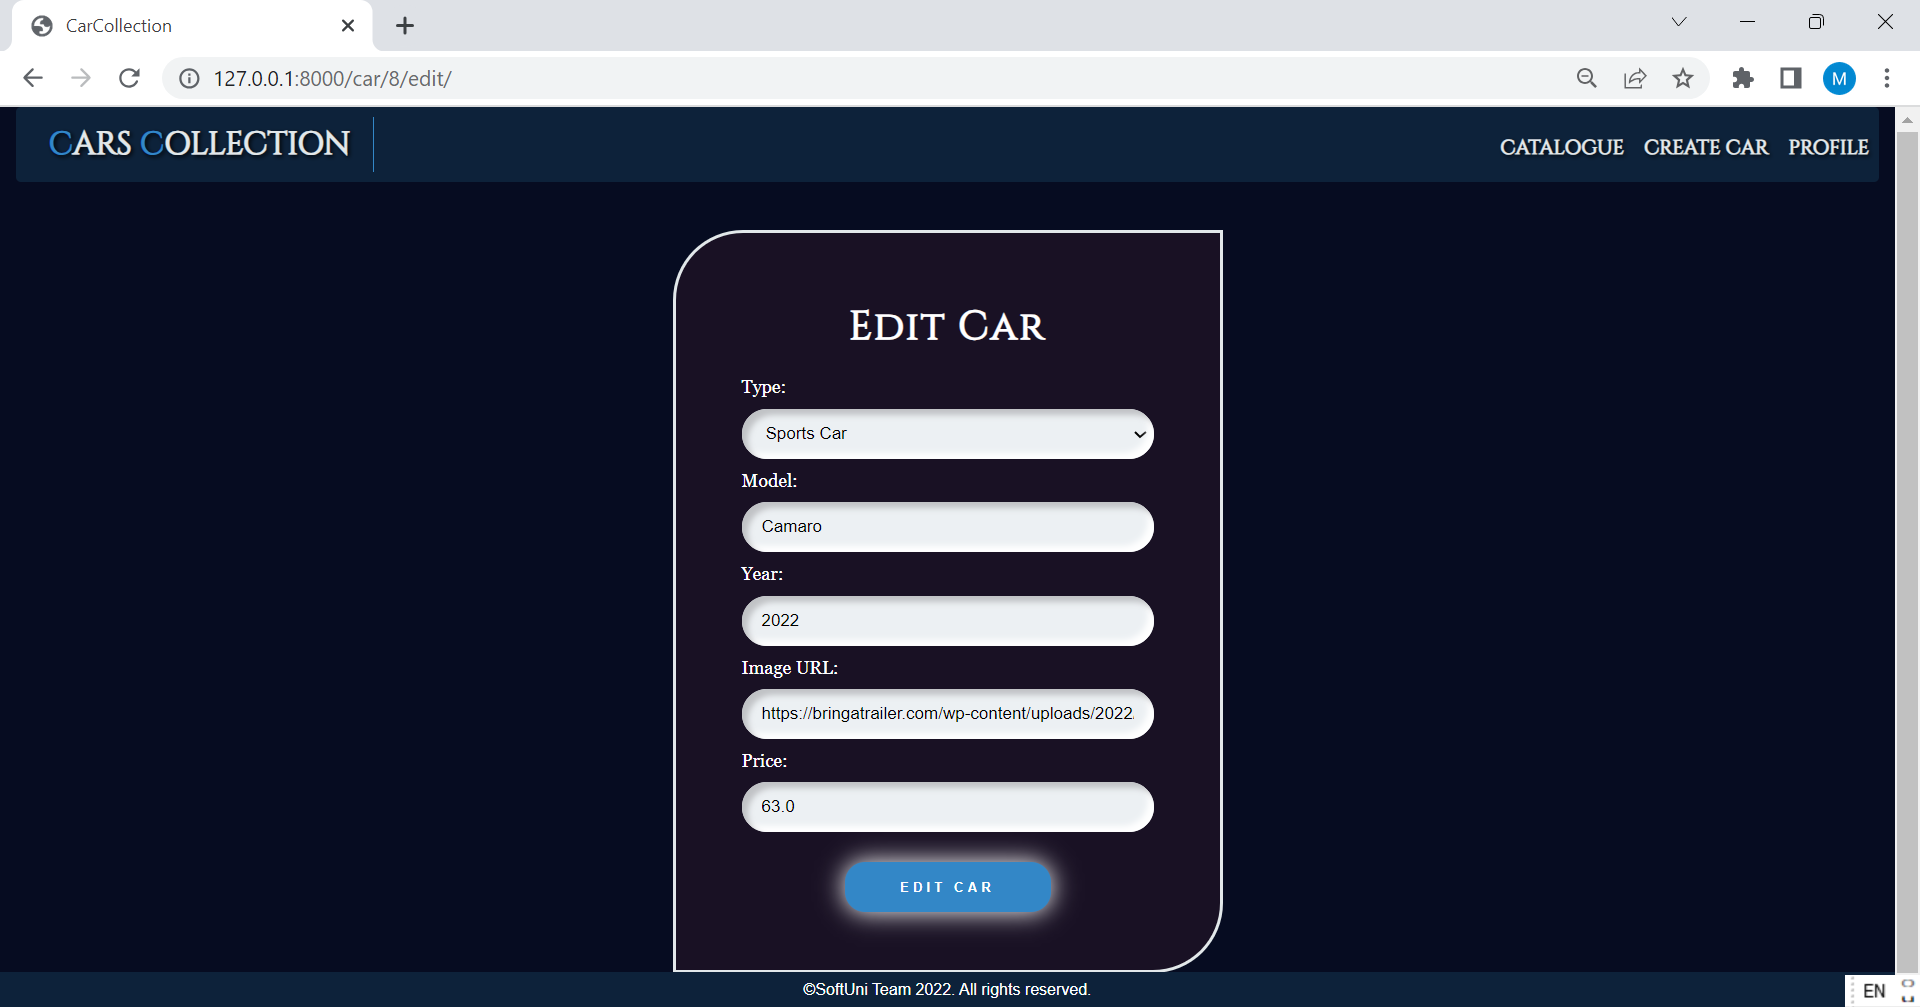 CarCollection
127.0.0.1:8000/car/8/edit/
M
CARS COLLECTION
CATALOGUE CREATE CAR PROFILE
EDIT CAR
Type:
Sports Car
Model:
Camaro
Year:
2022
Image URL:
https://bringatrailer.com/wp-content/uploads/2022
Price:
63.0
EDIT CAR
©SoftUni Team 2022. All rights reserved.
EN